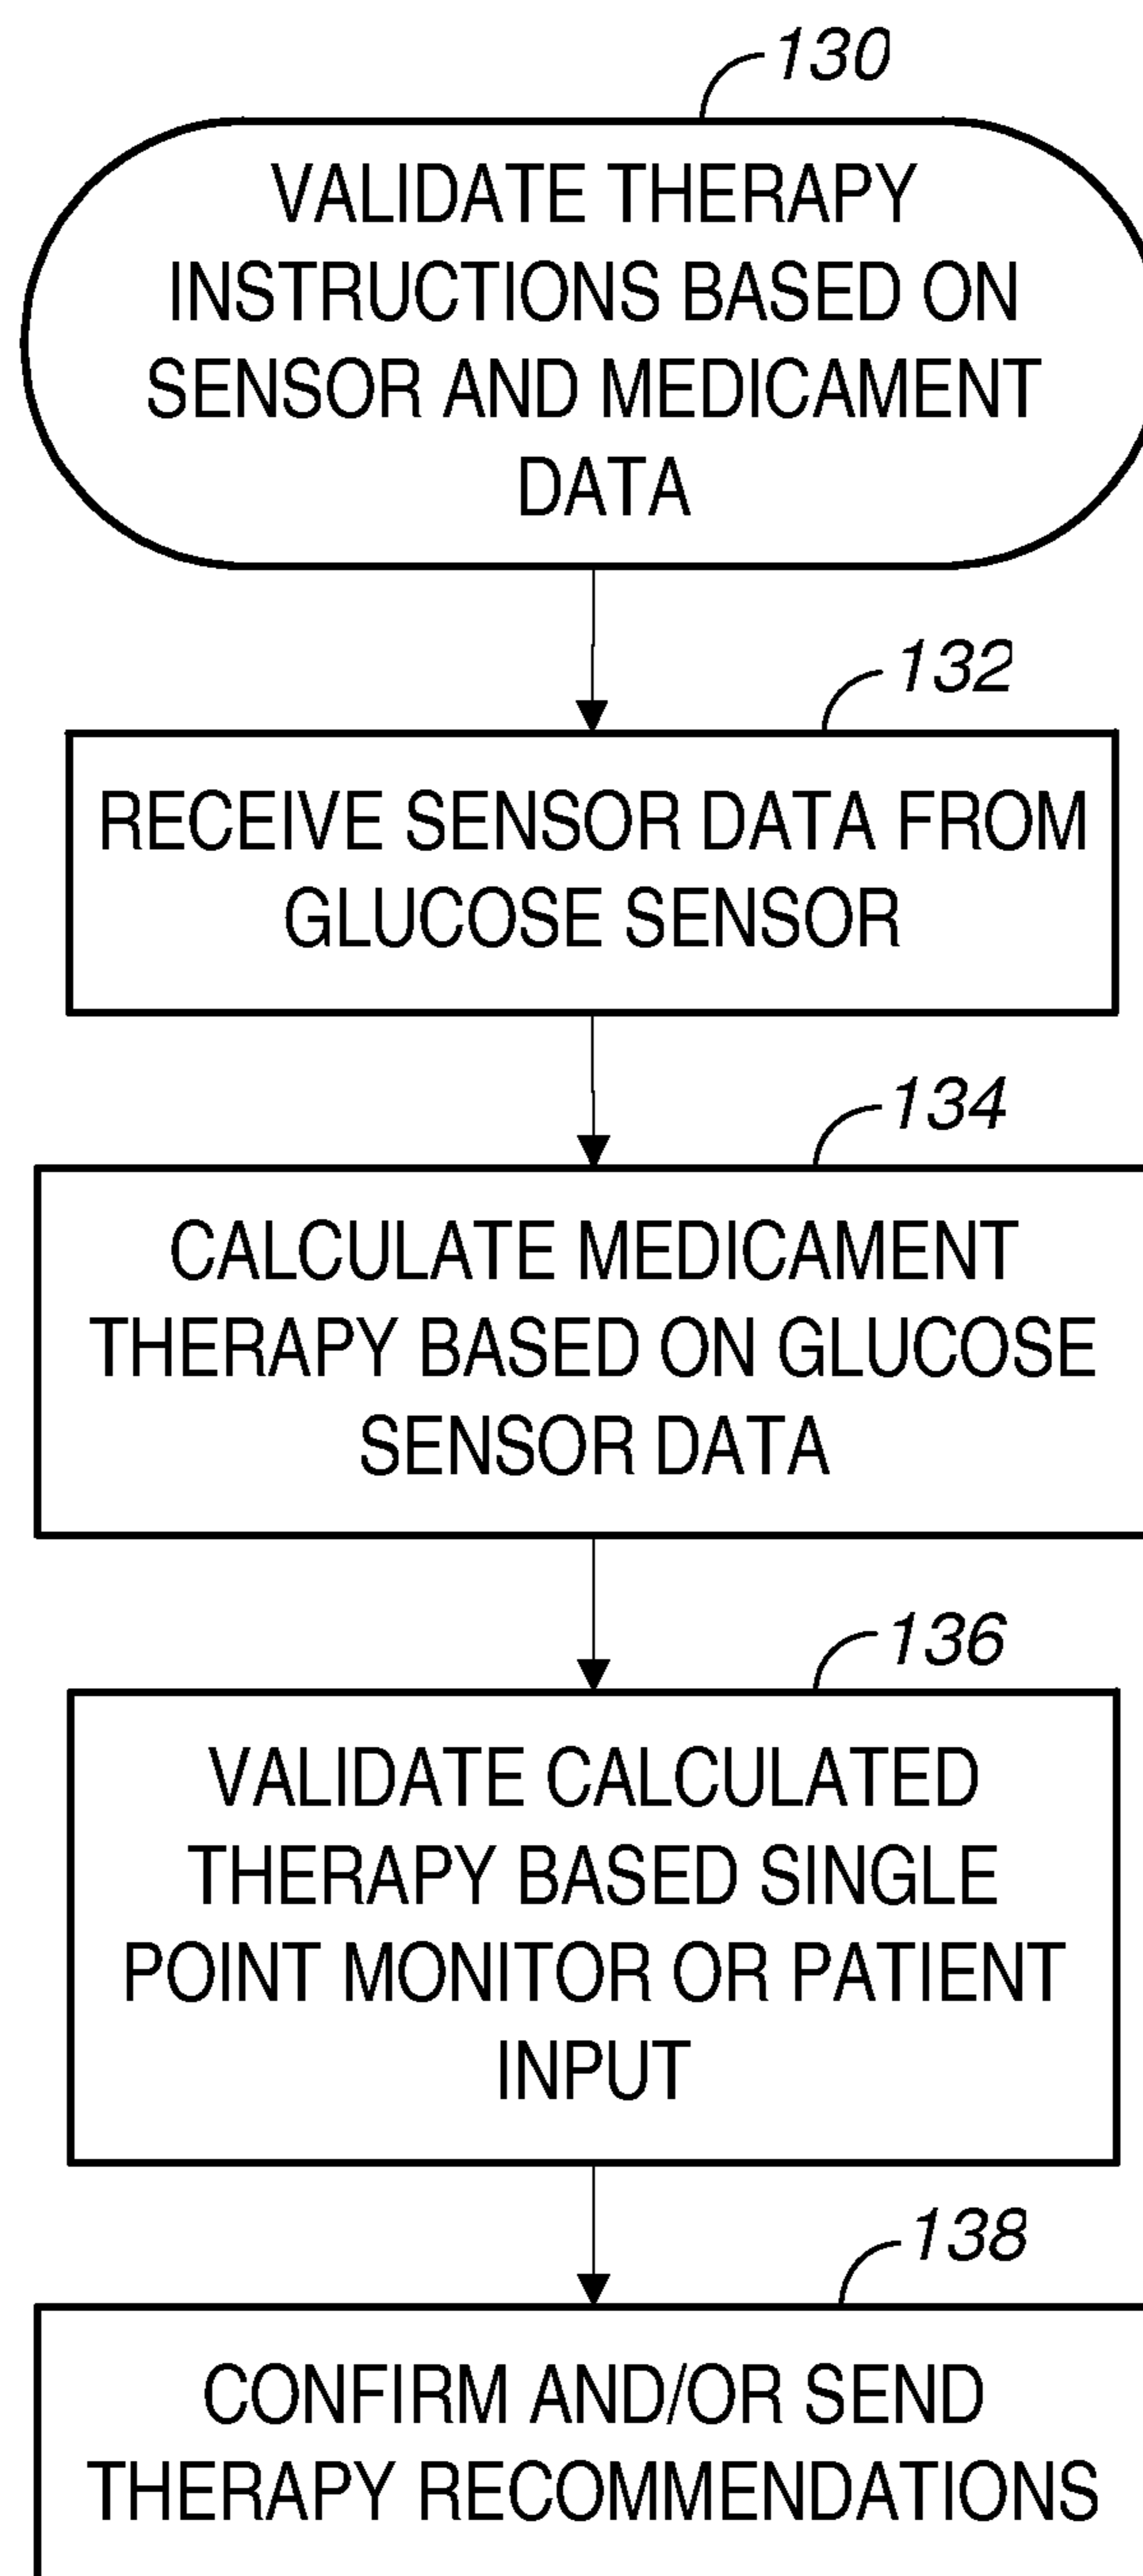 130
VALIDATE THERAPY
INSTRUCTIONS BASED ON
SENSOR AND MEDICAMENT
DATA
132
RECEIVE SENSOR DATA FROM
GLUCOSE SENSOR
134
CALCULATE MEDICAMENT
THERAPY BASED ON GLUCOSE
SENSOR DATA
136
VALIDATE CALCULATED
THERAPY BASED SINGLE
POINT MONITOR OR PATIENT
INPUT
138
CONFIRM AND/OR SEND
THERAPY RECOMMENDATIONS